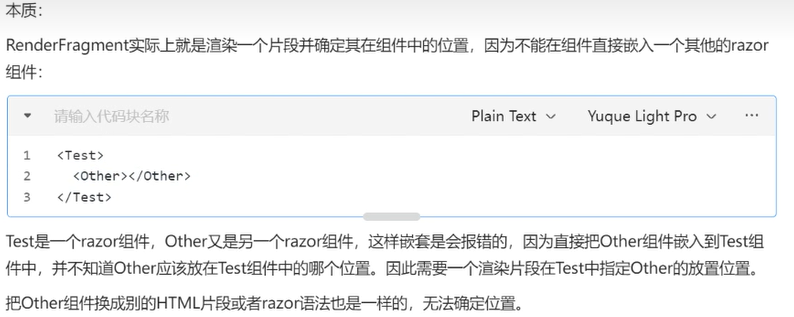 本质：
RenderFragment实际上就是渲染一个片段并确定其在组件中的位置，因为不能在组件直接嵌入一个其他的razor
组件：
请输入代码块名称 Plain Text Yuque Light Pro ···
1 <Test>
2 <Other></Other>
3 </Test>
Test是一个razor组件，Other又是另一个razor组件，这样嵌套是会报错的，因为直接把Other组件嵌入到Test组
件中，并不知道Other应该放在Test组件中的哪个位置。因此需要一个渲染片段在Test中指定Other的放置位置。
把Other组件换成别的HTML片段或者razor语法也是一样的，无法确定位置。